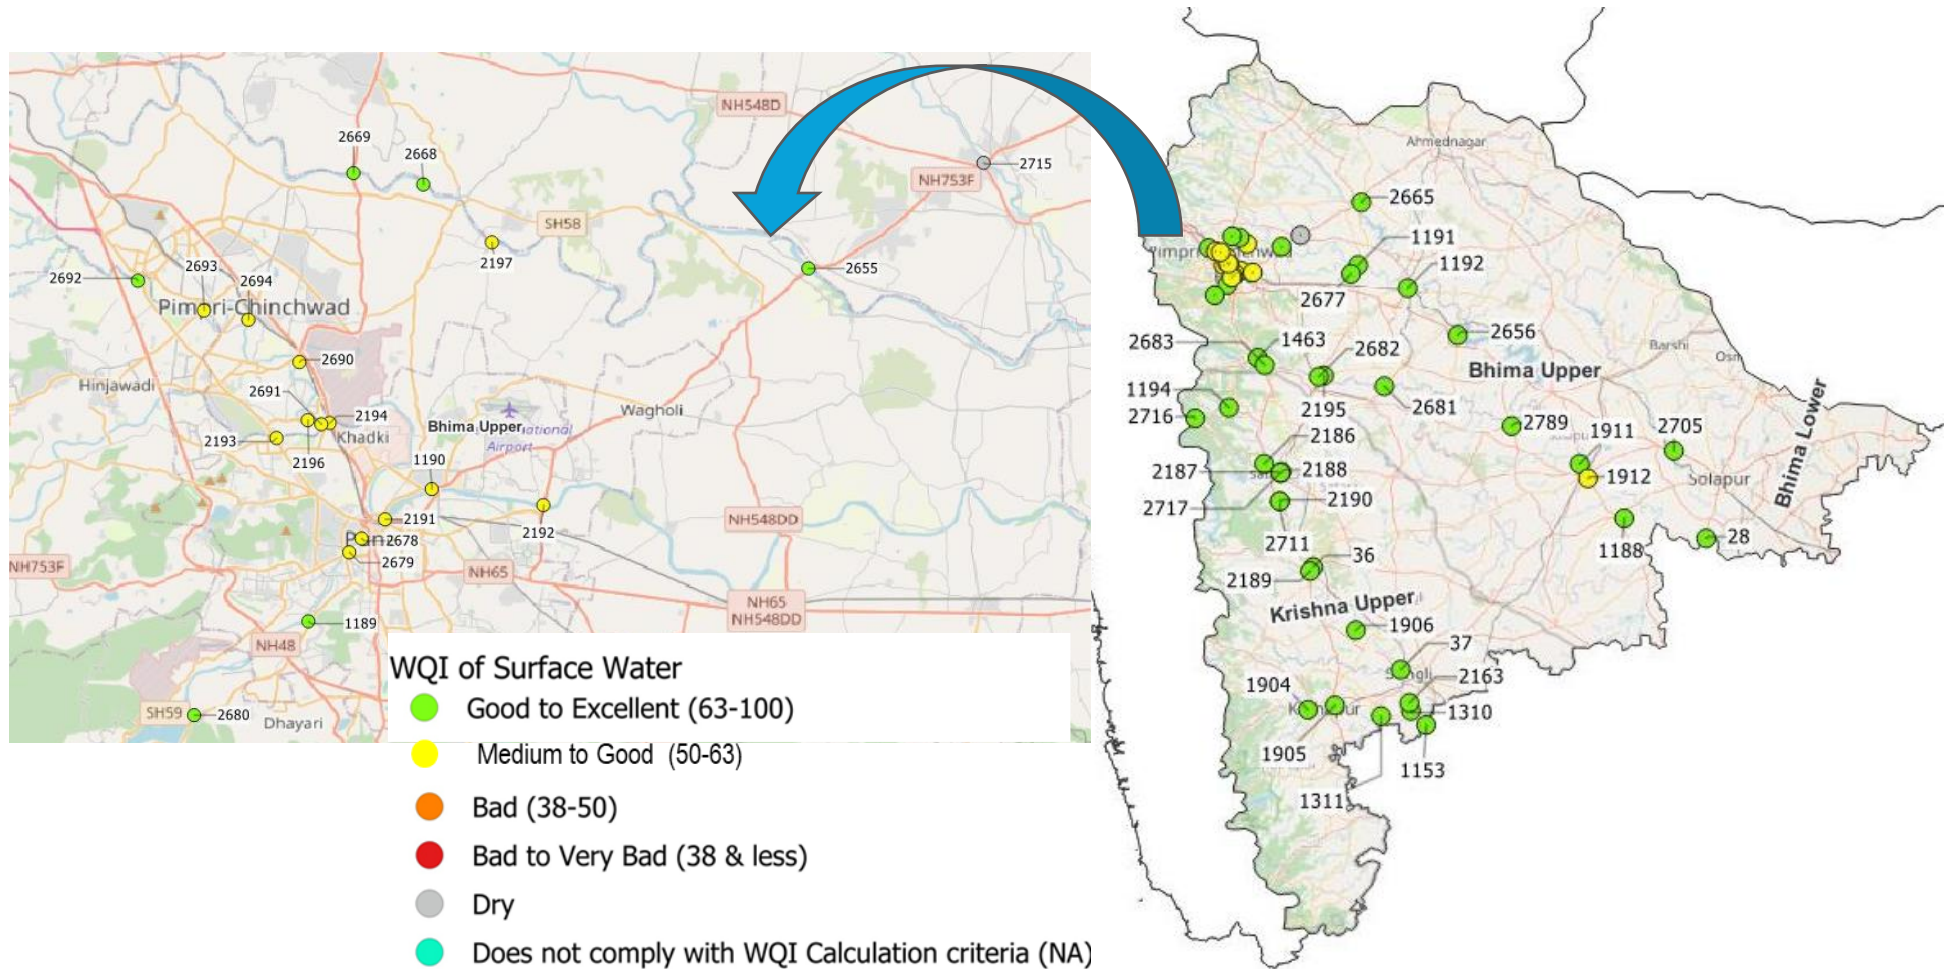 NH548D
2669
2668
2715
NH753F
SH58
2197
2693
2692
2694
2655
Pimpri-Chinchwad
2690
Hinjawadi
2691
2194
Wagholi
Bhima Upper
national
Airport
2193
Khadki
2196
1190
2191
NH548DD
2192
2678
2679
NH753F
NH65
NH65
NH548DD
1189
NH48
SH59
2680
Dhayari
WQI of Surface Water
Good to Excellent (63-100)
Medium to Good (50-63)
Bad (38-50)
Bad to Very Bad (38 & less)
Dry
Does not comply with WQI Calculation criteria (NA)
Ahmednagar
2665
1191
1192
2677
2683
1463
2682
2656
Barshi
Bhima Upper
1194
2716
2195
2681
2789
2705
2186
1911
Bhima Lower
2187
2188
1912
Solapur
2717
2190
2711
36
1188
28
2189
Krishna Upper
1906
37
1904
2163
1310
1905
1153
1311